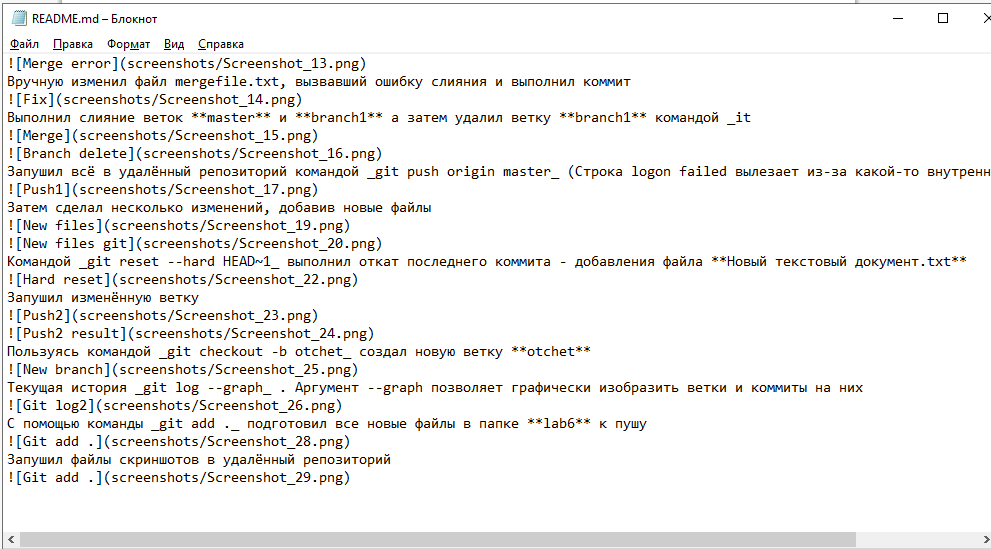 README.md – Блокнот
Файл Правка Формат Вид Справка
![Merge error](screenshots/Screenshot_13.png)
Вручную изменил файл mergefile.txt, вызвавший ошибку слияния и выполнил коммит
![Fix](screenshots/Screenshot_14.png)
Выполнил слияние веток **master** и **branch1** а затем удалил ветку **branch1** командой _it
![Merge](screenshots/Screenshot_15.png)
![Branch delete](screenshots/Screenshot_16.png)
Запушил всё в удалённый репозиторий командой _git push origin master_ (Строка logon failed вылезает из-за какой-то
![Push1](screenshots/Screenshot_17.png)
Затем сделал несколько изменений, добавив новые файлы
![New files](screenshots/Screenshot_19.png)
![New files git](screenshots/Screenshot_20.png)
Командой _git reset --hard HEAD~1_ выполнил откат последнего коммита - добавления файла **Новый текстовый документ.txt**
![Hard reset](screenshots/Screenshot_22.png)
Запушил изменённую ветку
![Push2](screenshots/Screenshot_23.png)
![Push2 result](screenshots/Screenshot_24.png)
Пользуясь командой _git checkout -b otchet_ создал новую ветку **otchet**
![New branch](screenshots/Screenshot_25.png)
Текущая история _git log --graph_ . Аргумент --graph позволяет графически изобразить ветки и коммиты на них
![Git log2](screenshots/Screenshot_26.png)
С помощью команды _git add ._ подготовил все новые файлы в папке **lab6** к пушу
![Git add .](screenshots/Screenshot_28.png)
Запушил файлы скриншотов в удалённый репозиторий
![Git add .](screenshots/Screenshot_29.png)